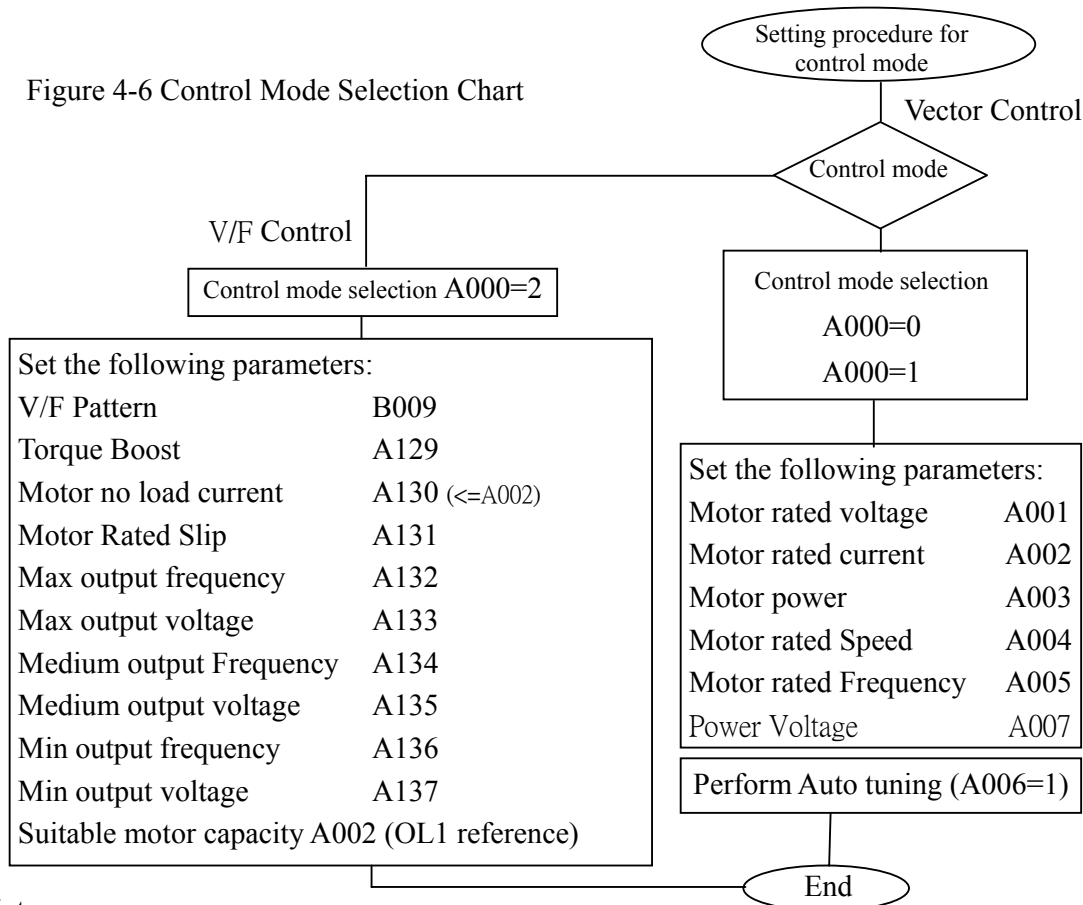 Setting procedure for
control mode
Figure 4-6 Control Mode Selection Chart
Vector Control
Control mode
V/F Control
Control mode selection A000=2
Control mode selection
A000=0
A000=1
Set the following parameters:
V/F Pattern B009
Torque Boost A129
Motor no load current A130 (<=A002)
Motor Rated Slip A131
Max output frequency A132
Max output voltage A133
Medium output Frequency A134
Medium output voltage A135
Min output frequency A136
Min output voltage A137
Suitable motor capacity A002 (OL1 reference)
Set the following parameters:
Motor rated voltage A001
Motor rated current A002
Motor power A003
Motor rated Speed A004
Motor rated Frequency A005
Power Voltage A007
Perform Auto tuning (A006=1)
End